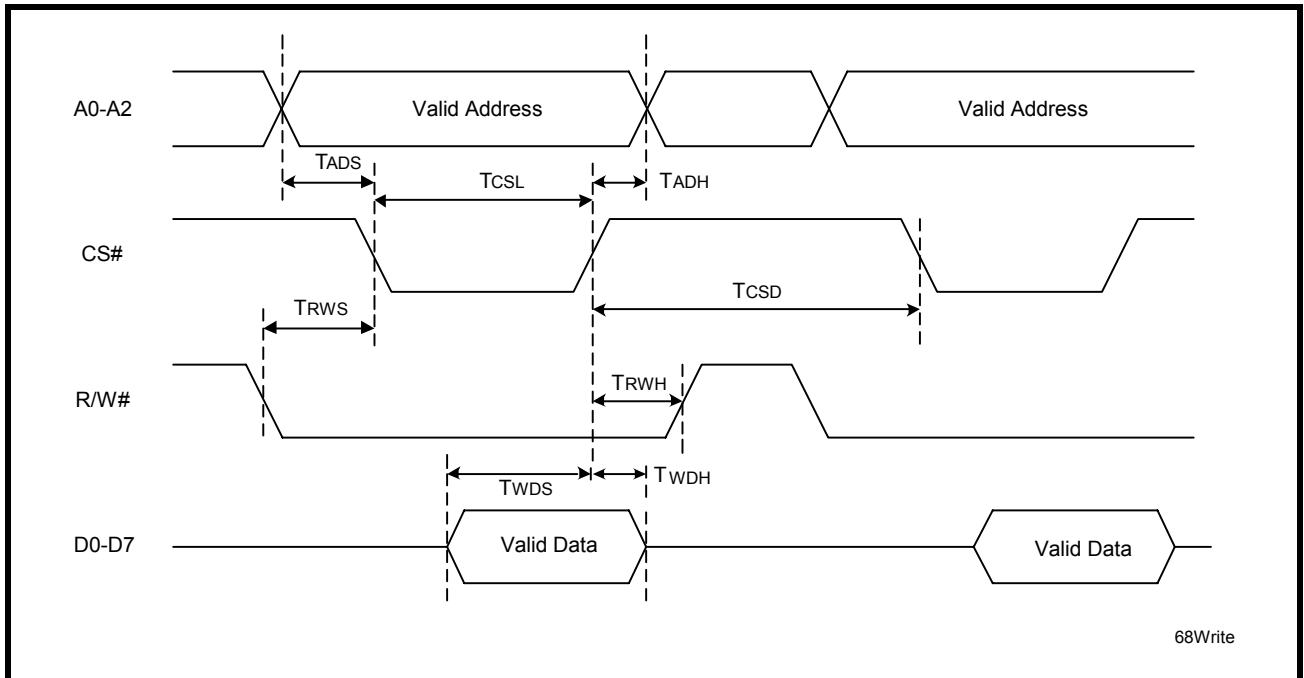 A0-A2
Valid Address
Valid Address
TADS
TCSL
TADH
CS#
TCSD
TRWS
TRWH
R/W#
TWDS
TWDH
D0-D7
Valid Data
Valid Data
68Write